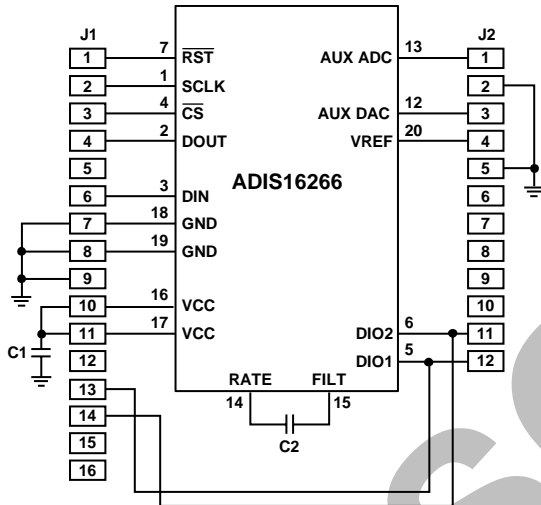 J1 J2
1 7 RST AUX ADC 13 1
2 1 SCLK 2
3 4 CS AUX DAC 12 3
4 2 DOUT VREF 20 4
5 5
ADIS16266
6 3 DIN 6
7 18 GND 7
8 19 GND 8
9 9
10 16 VCC 10
11 17 VCC DIO2 6 11
C1
12 DIO1 5 12
13 RATE FILT
14 14 15
C2
15
16